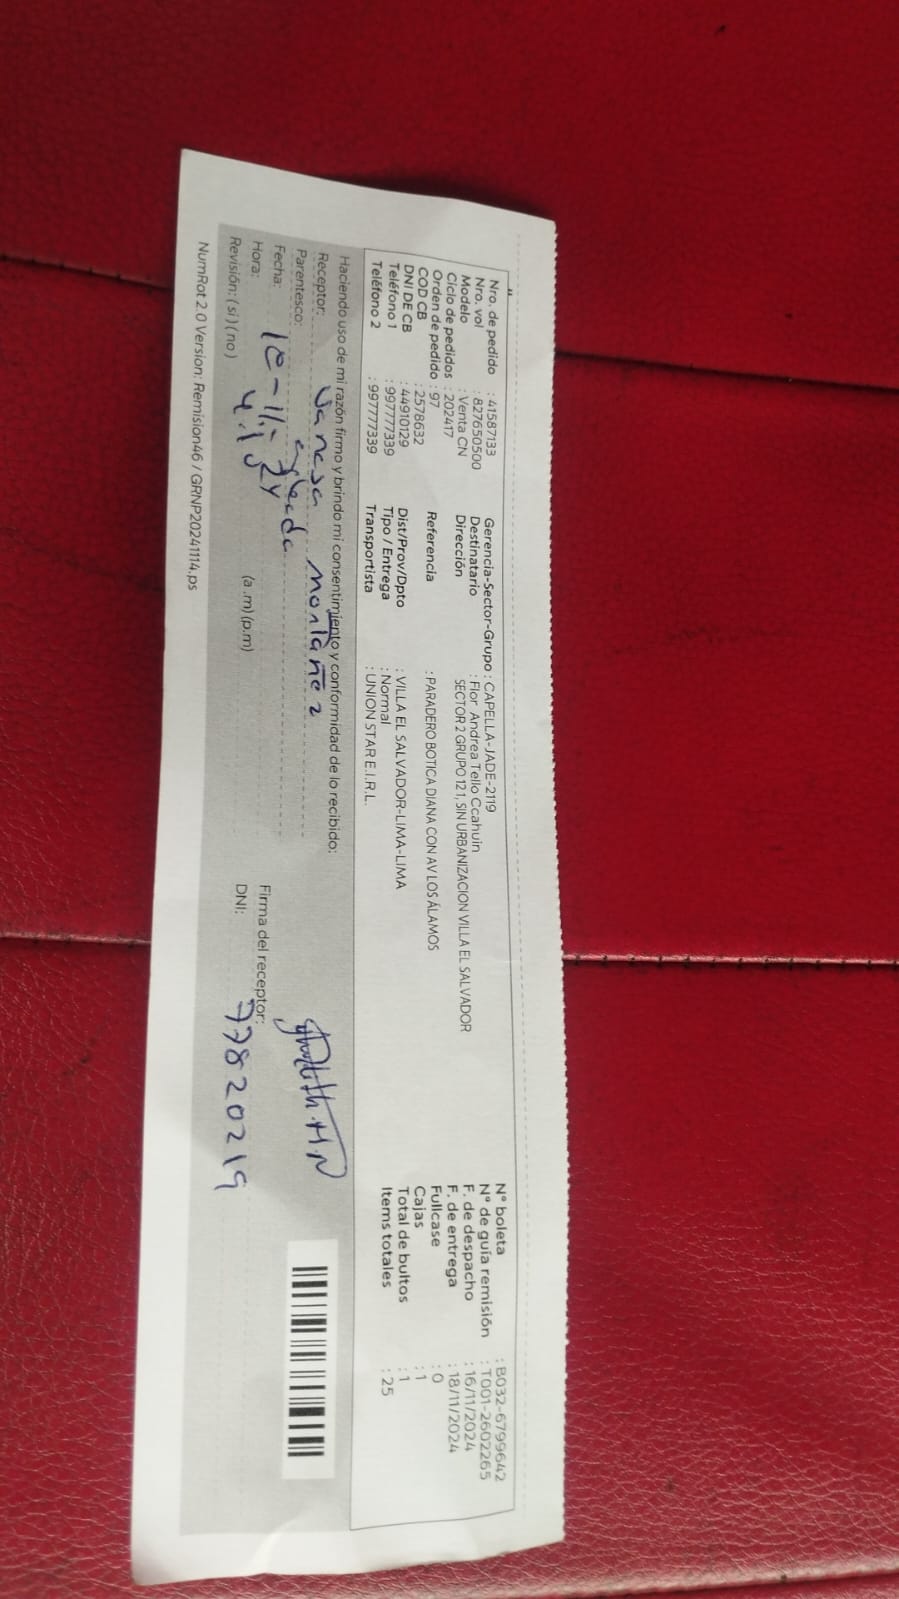 Nro. de pedido : 41587133
Nro. vol : 827650500
Modelo : Venta CN
Ciclo de pedidos : 202417
Orden de pedido : 97
COD CB : 2578632
DNI DE CB : 44910129
Teléfono 1 : 997777339
Teléfono 2 : 997777339
Gerencia-Sector-Grupo : CAPELLA-JADE-2119
Destinatario : Flor Andrea Tello Ccahuin
Dirección SECTOR 2 GRUPO 12 1, SIN URBANIZACION VILLA EL SALVADOR
Referencia : PARADERO BOTICA DIANA CON AV LOS ÁLAMOS
Dist/Prov/Dpto : VILLA EL SALVADOR-LIMA-LIMA
Tipo / Entrega : Normal
Transportista : UNION STAR E.I.R.L.
N° boleta : B032-6799642
N° de guía remisión : T001-2602265
F. de despacho : 16/11/2024
F. de entrega : 18/11/2024
Fullcase : 0
Cajas : 1
Total de bultos : 1
Items totales : 25
Haciendo uso de mi razón firmo y brindo mi consentimiento y conformidad de lo recibido:
Receptor: Vanesa Montañez
Parentesco:
Fecha:
Hora: (a.m)(p.m)
Revisión: (si)(no)
Firma del receptor:
DNI: 77820219
NumRot 2.0 Version: Remision46 / GRNP20241114.ps